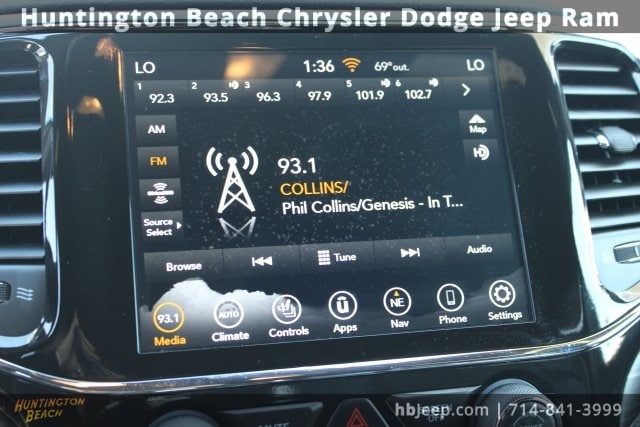 Huntington Beach Chrysler Dodge Jeep Ram
LO 1:36 69°out. LO
1 92.3 2 93.5 3 96.3 4 97.9 5 101.9 6 102.7
AM
FM
Source Select
93.1
COLLINS/
Phil Collins/Genesis - In T...
Map
HD
Browse Tune Audio
93.1 AUTO NE
Media Climate Controls Apps Nav Phone Settings
HUNTINGTON
BEACH
MUTE
OFF
hbjeep.com | 714-841-3999